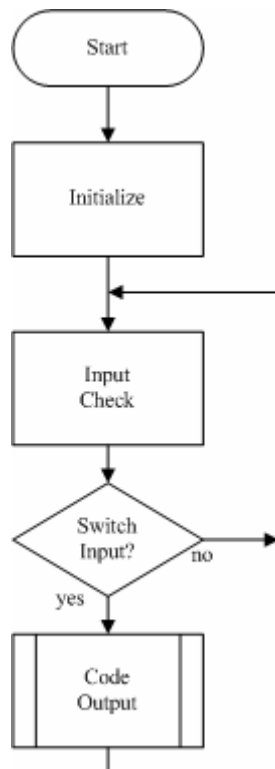 Start
Initialize
Input
Check
Switch
Input?
no
yes
Code
Output